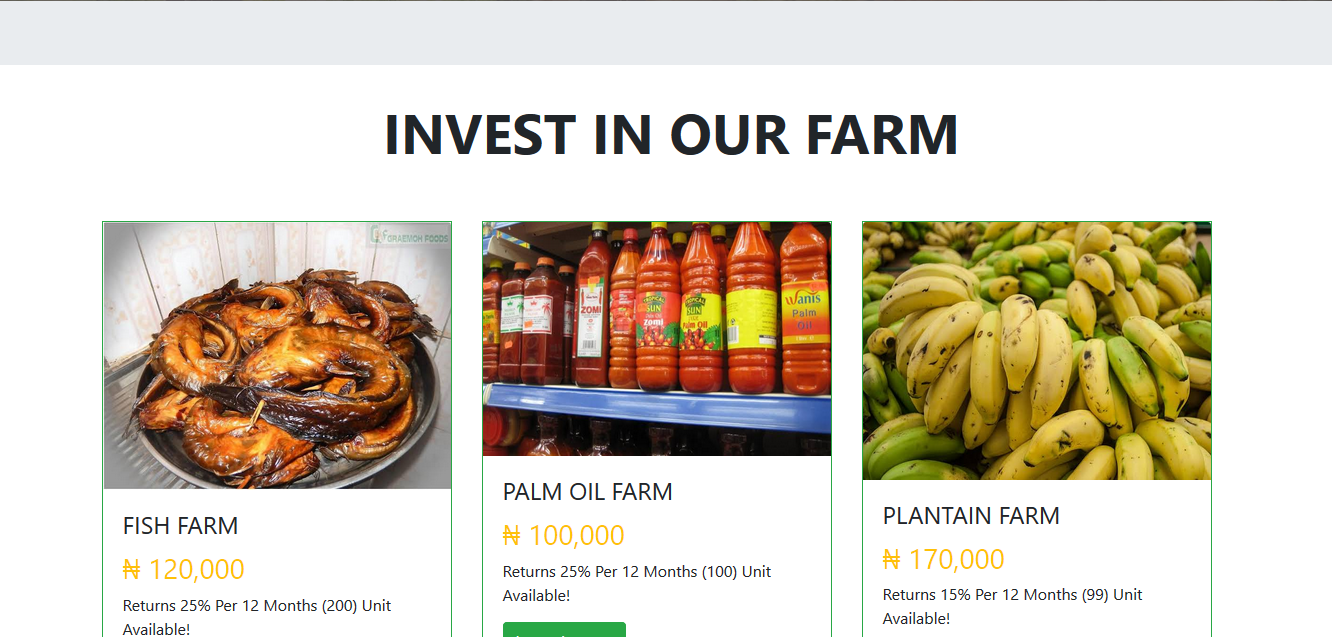 INVEST IN OUR FARM
GRAEMOH FOODS
ZOMI
TROPICAL
SUN
Zomi
TROPICAL
SUN
Palm Oil
Wanis
Palm
Oil
FISH FARM
₦ 120,000
Returns 25% Per 12 Months (200) Unit
Available!
PALM OIL FARM
₦ 100,000
Returns 25% Per 12 Months (100) Unit
Available!
PLANTAIN FARM
₦ 170,000
Returns 15% Per 12 Months (99) Unit
Available!